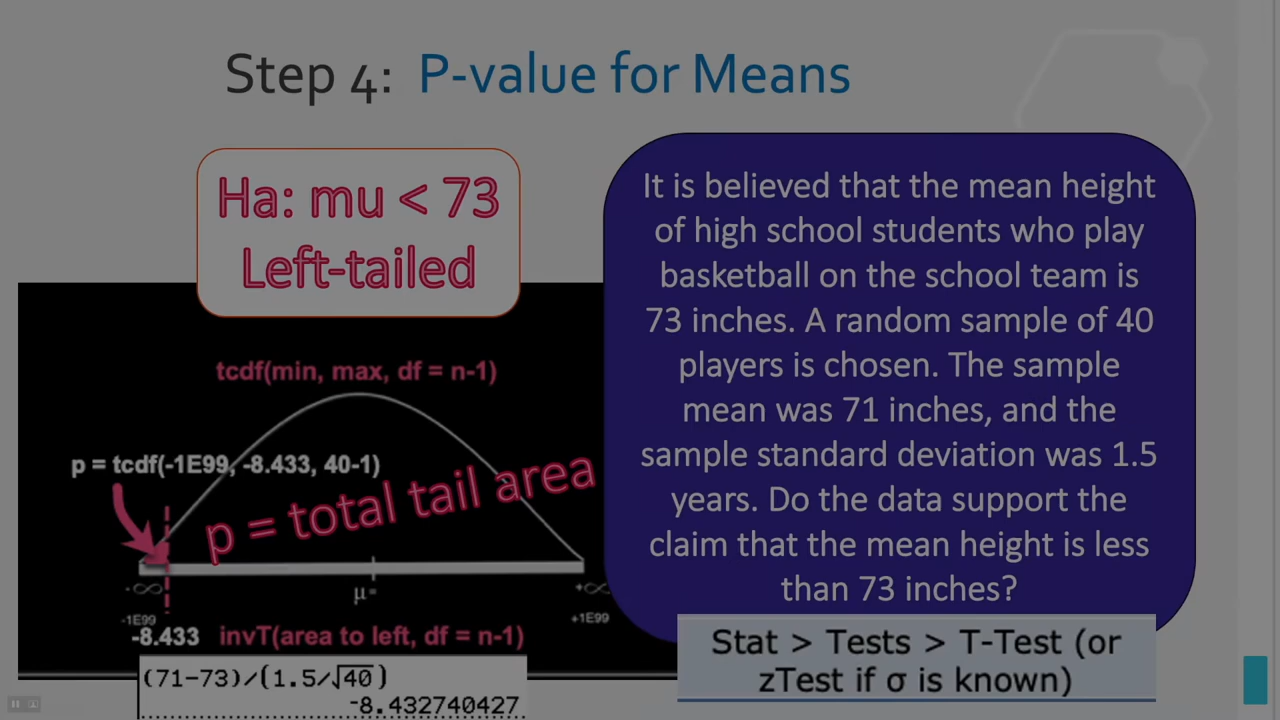 Step 4: P-value for Means
Ha: mu < 73
Left-tailed
tcdf(min, max, df = n-1)
p = tcdf(-1E99, -8.433, 40-1)
p = total tail area
-∞
μ=
+∞
-1E99
+1E99
-8.433
invT(area to left, df = n-1)
(71-73)/(1.5/√40)
-8.432740427
It is believed that the mean height
of high school students who play
basketball on the school team is
73 inches. A random sample of 40
players is chosen. The sample
mean was 71 inches, and the
sample standard deviation was 1.5
years. Do the data support the
claim that the mean height is less
than 73 inches?
Stat > Tests > T-Test (or
zTest if σ is known)